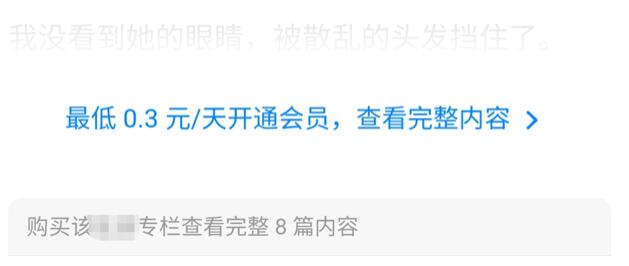 我没看到她的眼睛，被散乱的头发挡住了。
最低 0.3 元/天开通会员，查看完整内容
购买该专栏查看完整 8 篇内容